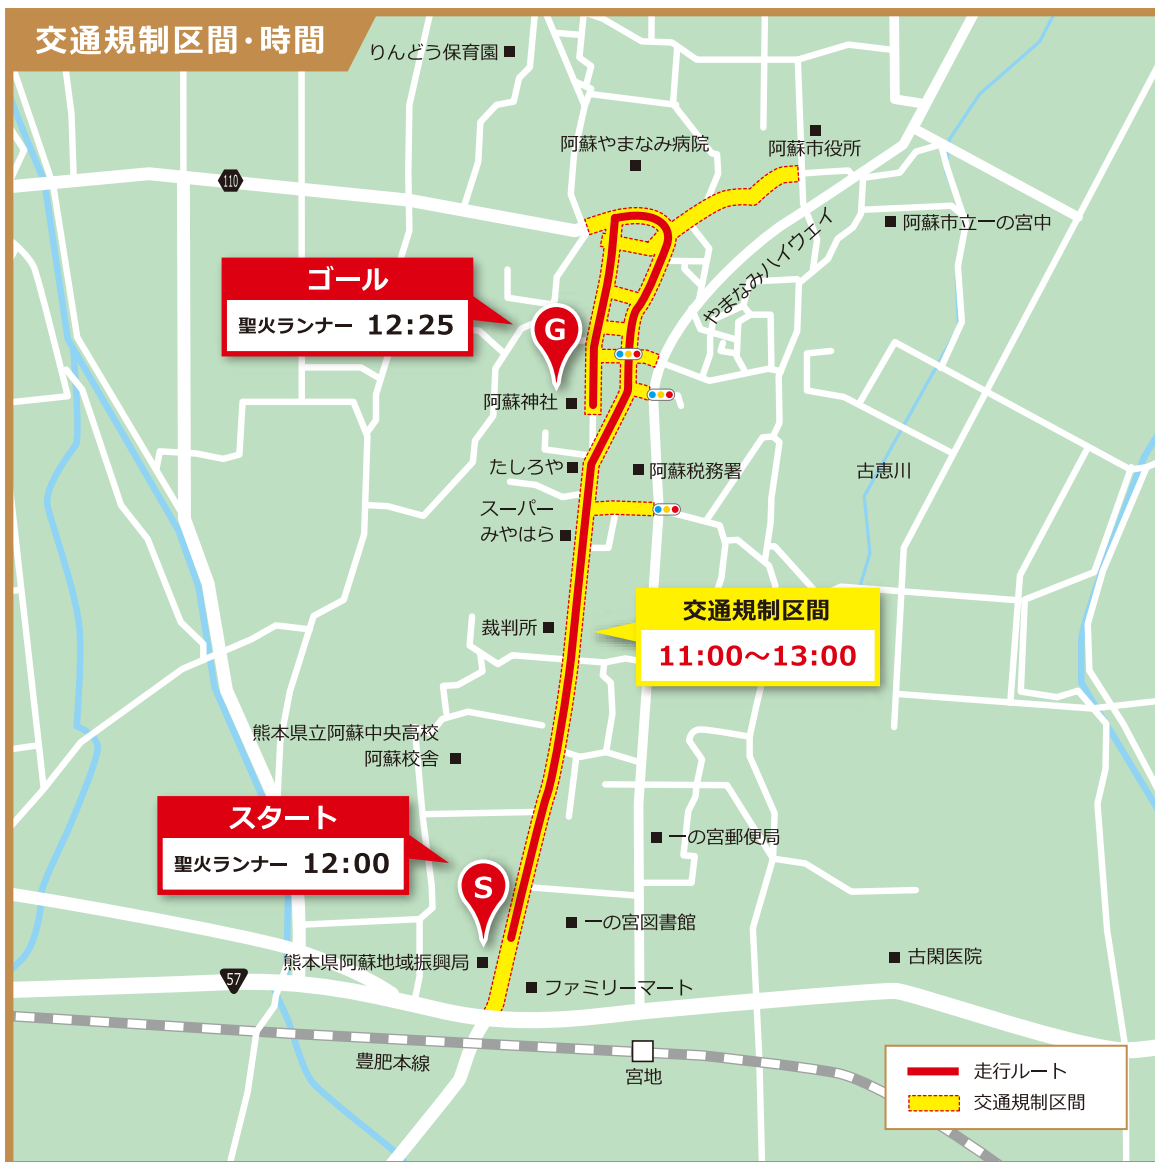 交通規制区間・時間
りんどう保育園
阿蘇やまなみ病院
阿蘇市役所
110
阿蘇市立一の宮中
やまなみハイウェイ
ゴール
聖火ランナー 12:25
G
阿蘇神社
たしろや
阿蘇税務署
古恵川
スーパー
みやはら
交通規制区間
11:00～13:00
裁判所
熊本県立阿蘇中央高校
阿蘇校舎
スタート
聖火ランナー 12:00
S
一の宮郵便局
一の宮図書館
熊本県阿蘇地域振興局
古閑医院
57
ファミリーマート
豊肥本線
宮地
走行ルート
交通規制区間